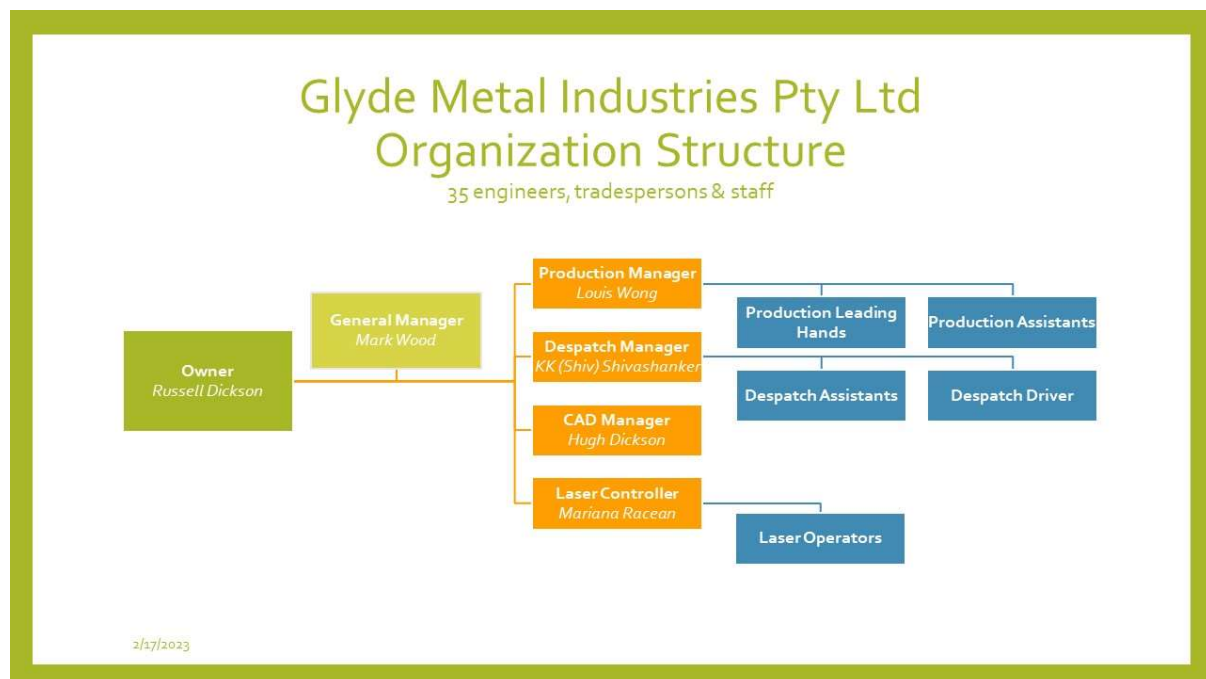 Glyde Metal Industries Pty Ltd
Organization Structure
35 engineers, tradespersons & staff
Owner
Russell Dickson
General Manager
Mark Wood
Production Manager
Louis Wong
Production Leading
Hands
Production Assistants
Despatch Manager
KK (Shiv) Shivashanker
Despatch Assistants
Despatch Driver
CAD Manager
Hugh Dickson
Laser Controller
Mariana Racean
Laser Operators
2/17/2023